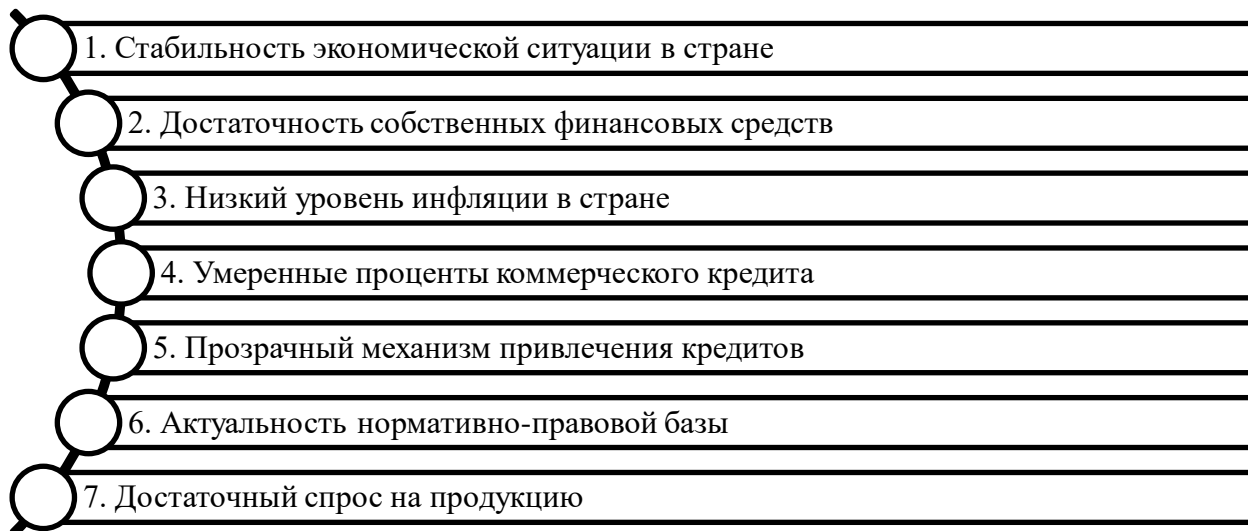 1. Стабильность экономической ситуации в стране
2. Достаточность собственных финансовых средств
3. Низкий уровень инфляции в стране
4. Умеренные проценты коммерческого кредита
5. Прозрачный механизм привлечения кредитов
6. Актуальность нормативно-правовой базы
7. Достаточный спрос на продукцию